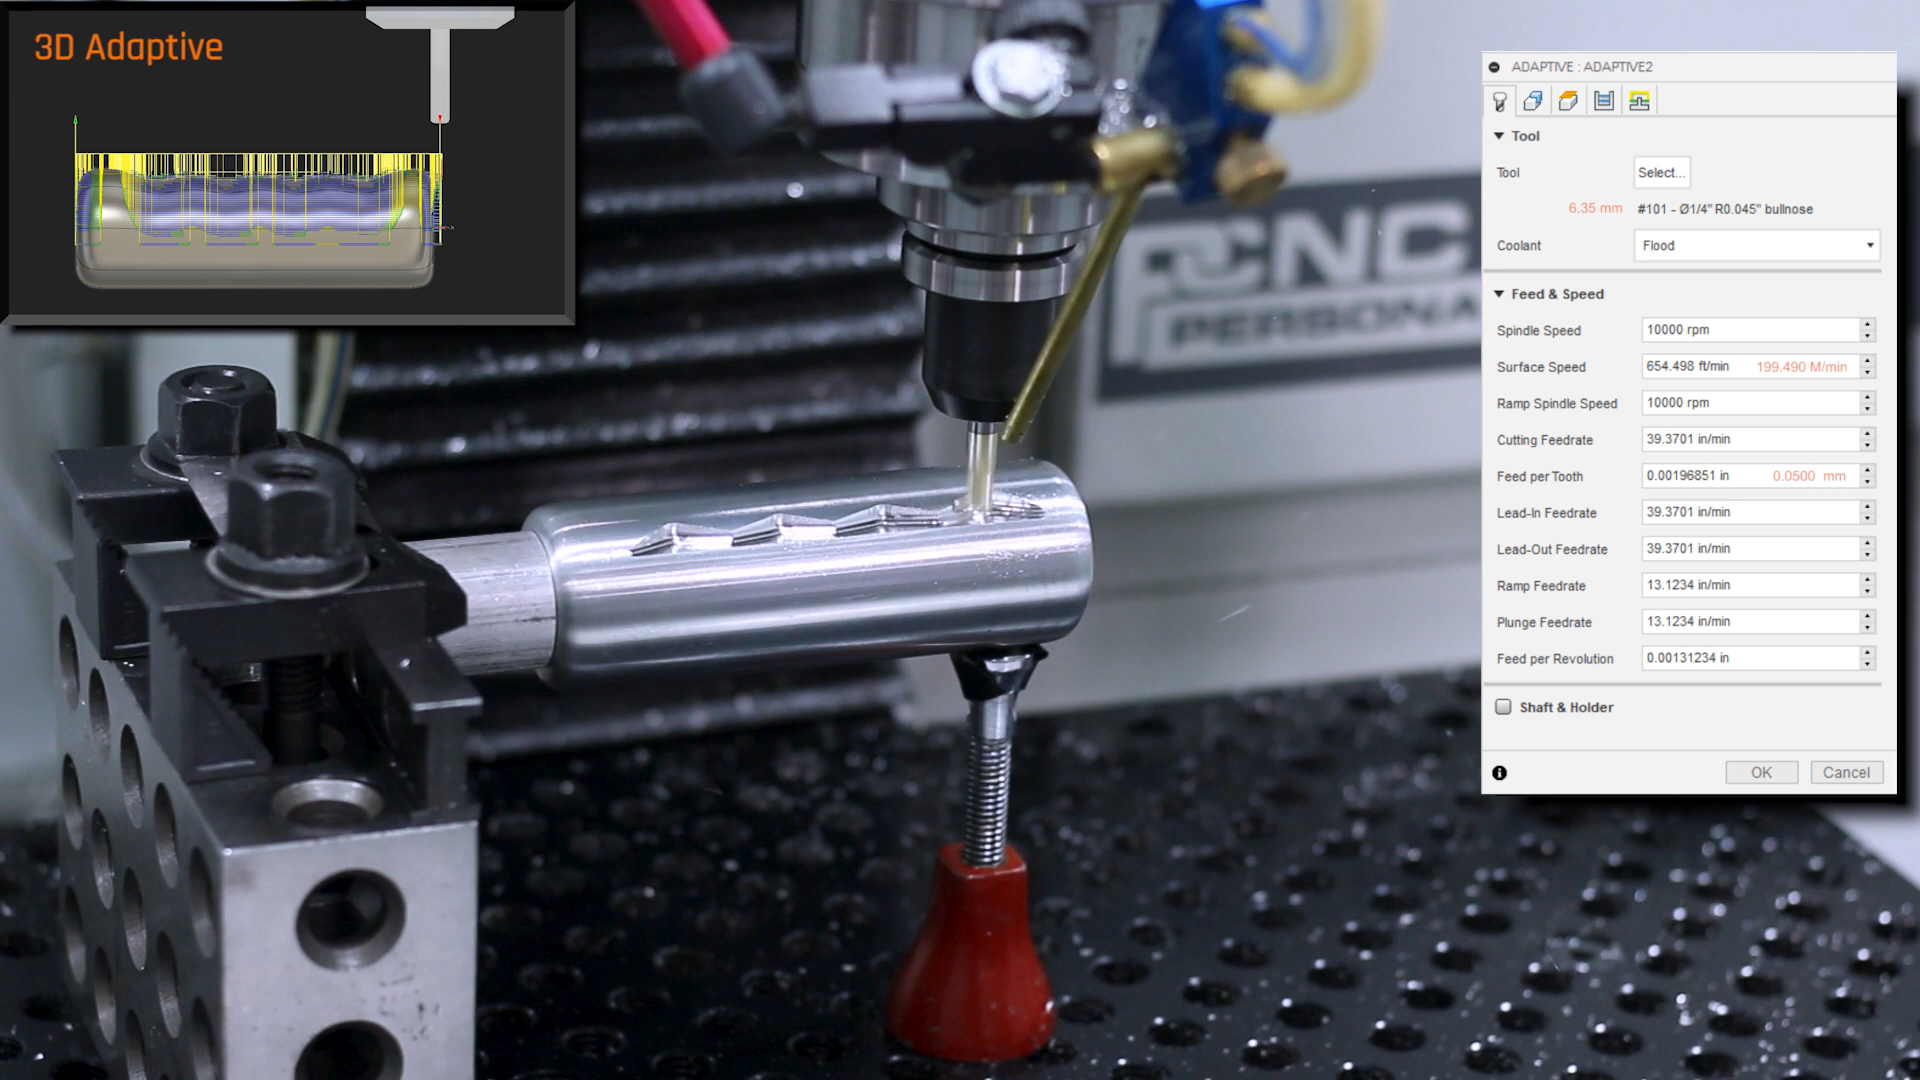 3D Adaptive
CNC
PERSONA
ADAPTIVE : ADAPTIVE2
Tool
Tool Select...
6.35 mm #101 - Ø1/4" R0.045" bullnose
Coolant Flood
Feed & Speed
Spindle Speed 10000 rpm
Surface Speed 654.498 ft/min 199.490 M/min
Ramp Spindle Speed 10000 rpm
Cutting Feedrate 39.3701 in/min
Feed per Tooth 0.00196851 in 0.0500 mm
Lead-In Feedrate 39.3701 in/min
Lead-Out Feedrate 39.3701 in/min
Ramp Feedrate 13.1234 in/min
Plunge Feedrate 13.1234 in/min
Feed per Revolution 0.00131234 in
Shaft & Holder
OK Cancel